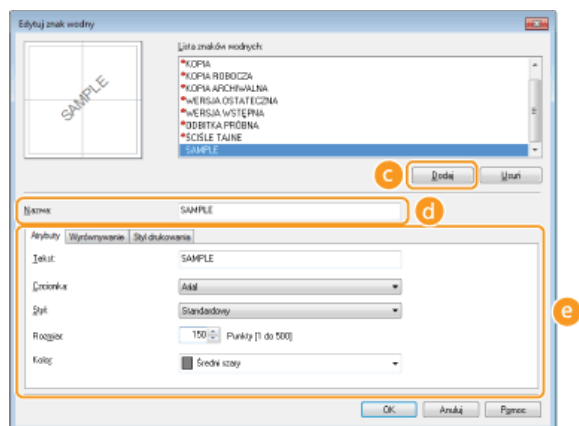 Edytuj znak wodny
Lista znaków wodnych:
SAMPLE
*KOPIA
*KOPIA ROBOCZA
*KOPIA ARCHIWALNA
*WERSJA OSTATECZNA
*WERSJA WSTĘPNA
*ODBITKA PRÓBNA
*ŚCIŚLE TAJNE
SAMPLE
C Dodaj Usuń
Nazwa: SAMPLE d
Atrybuty Wyrównywanie Styl drukowania
Tekst: SAMPLE
Czcionka: Arial
Styl: Standardowy
e
Rozmiar: 150 Punkty [1 do 500]
Kolor: Średni szary
OK Anuluj Pomoc